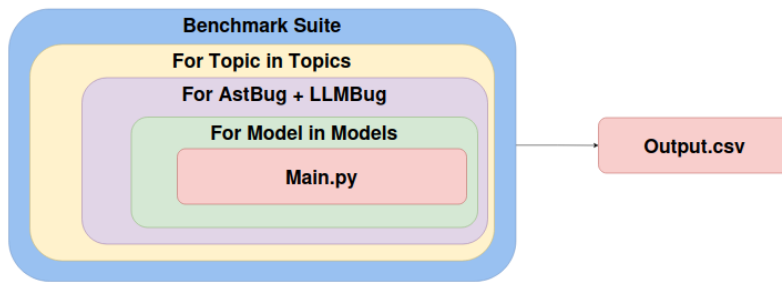 Benchmark Suite
For Topic in Topics
For AstBug + LLMBug
For Model in Models
Main.py
Output.csv